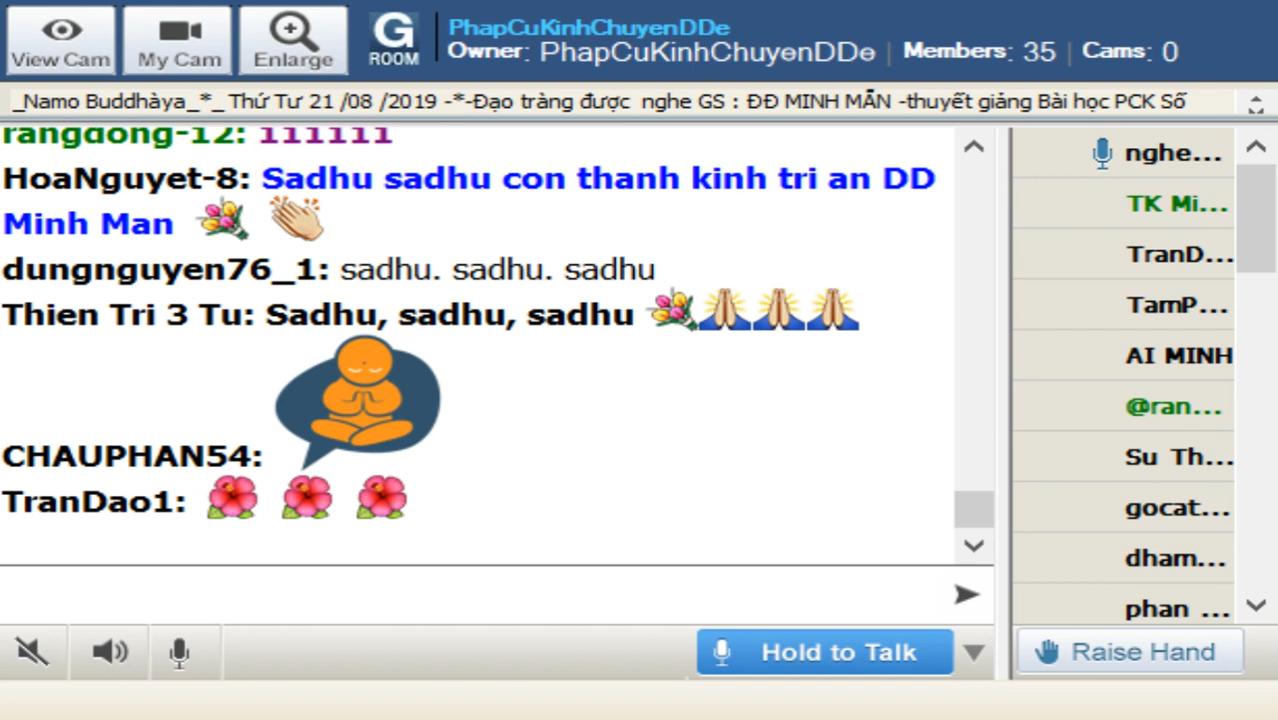 View Cam
My Cam
Enlarge
G
ROOM
PhapCuKinhChuyenDDe
Owner: PhapCuKinhChuyenDDe | Members: 35 | Cams: 0
_Namo Buddhàya_*_ Thứ Tư 21 /08 /2019 -*-Đạo tràng được nghe GS : ĐĐ MINH MẪN -thuyết giảng Bài học PCK Số
rangdong-12: 111111
HoaNguyet-8: Sadhu sadhu con thanh kinh tri an DD
Minh Man
dungnguyen76_1: sadhu. sadhu. sadhu
Thien Tri 3 Tu: Sadhu, sadhu, sadhu
CHAUPHAN54:
TranDao1:
nghe...
TK Mi...
TranD...
TamP...
AI MINH
@ran...
Su Th...
gocat...
dham...
phan ...
Hold to Talk
Raise Hand